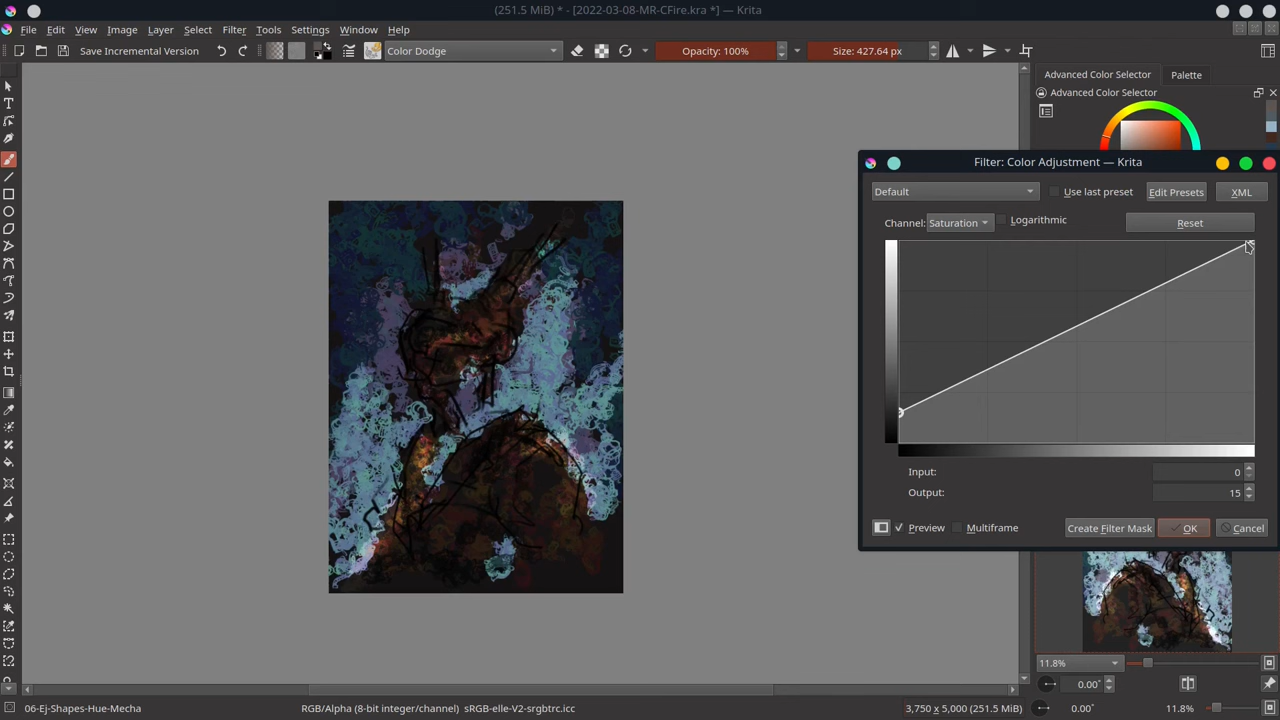 (251.5 MiB) * - [2022-03-08-MR-CFire.kra *] — Krita
File Edit View Image Layer Select Filter Tools Settings Window Help
Save Incremental Version Color Dodge Opacity: 100% Size: 427.64 px
Advanced Color Selector Palette
Advanced Color Selector
Filter: Color Adjustment — Krita
Default Use last preset Edit Presets XML
Channel: Saturation Logarithmic Reset
Input: 0
Output: 15
Preview Multiframe Create Filter Mask OK Cancel
11.8%
0.00°
06-Ej-Shapes-Hue-Mecha RGB/Alpha (8-bit integer/channel) sRGB-elle-V2-srgbtrc.icc 3,750 x 5,000 (251.5 MiB) 0.00° 11.8%